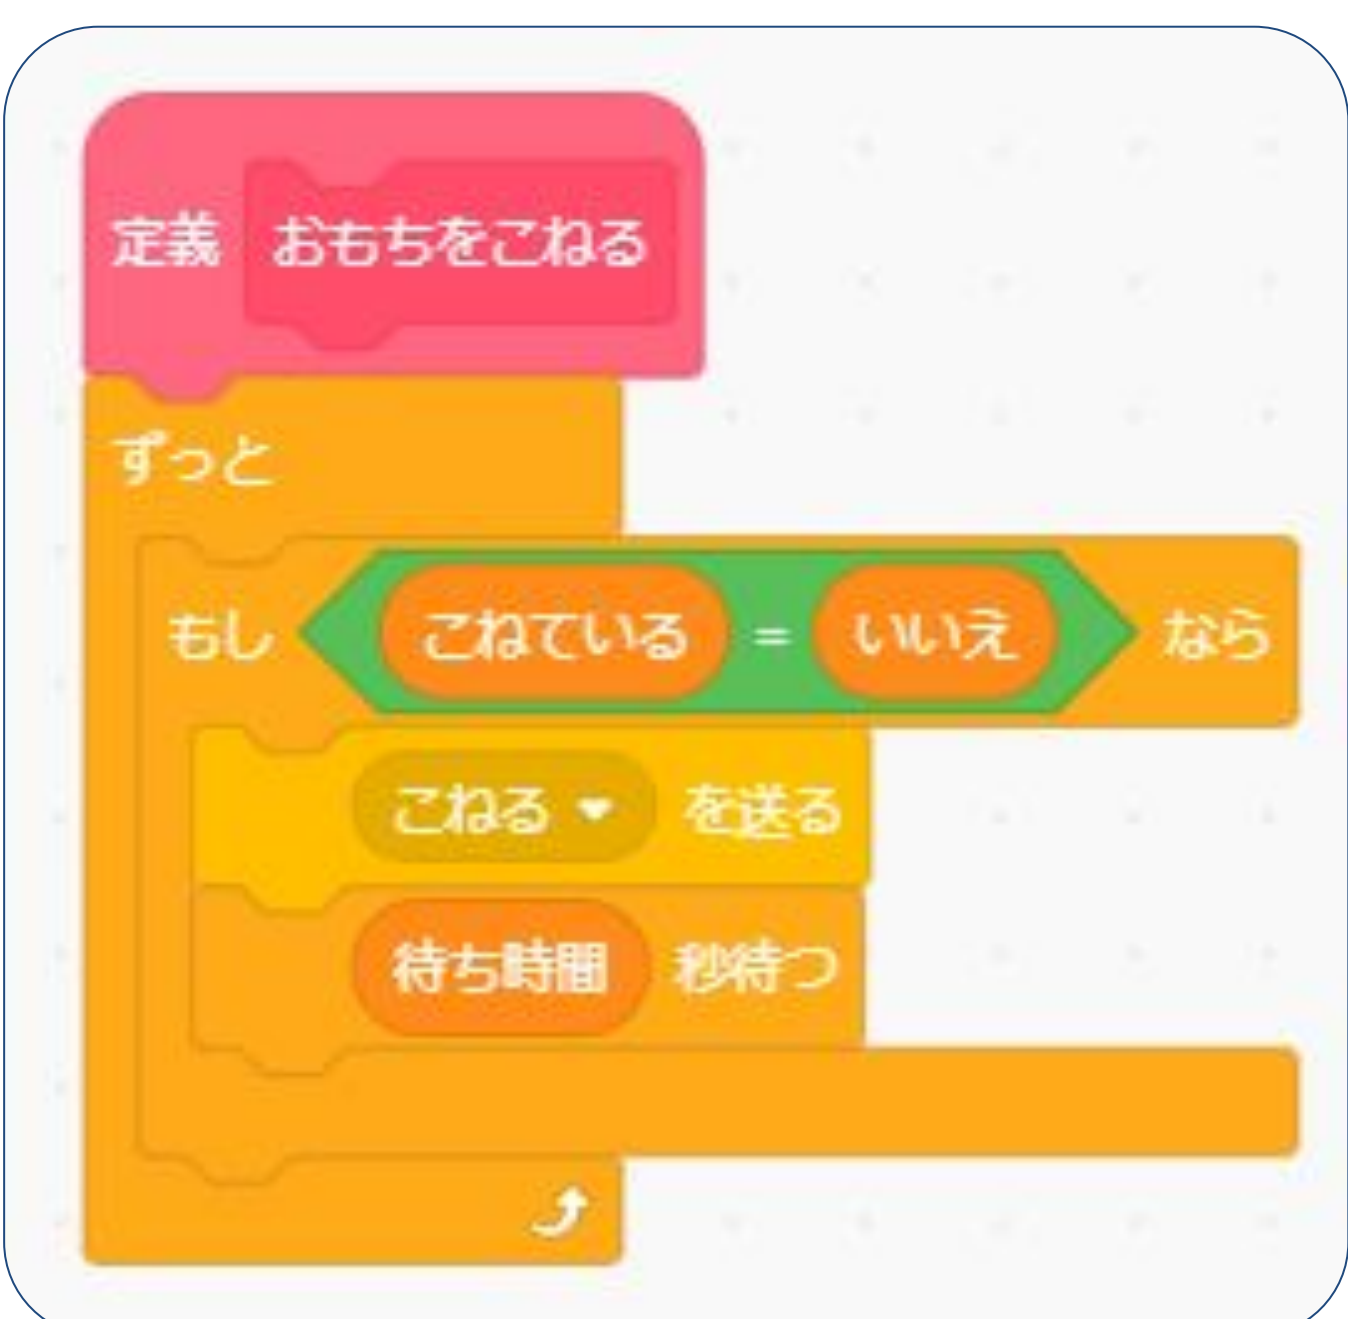 定義 おもちをこねる
ずっと
もし こねている = いいえ なら
こねる を送る
待ち時間 秒待つ